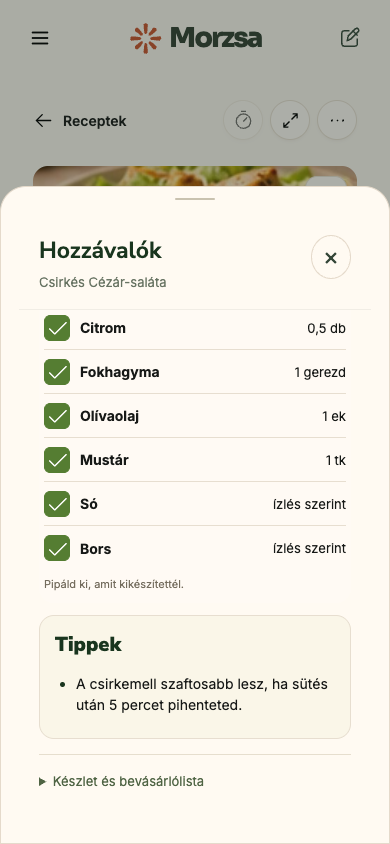 Morzsa
Receptek
Hozzávalók
Csirkés Cézár-saláta
Citrom 0,5 db
Fokhagyma 1 gerezd
Olívaolaj 1 ek
Mustár 1 tk
Só ízlés szerint
Bors ízlés szerint
Pipáld ki, amit kikészítettél.
Tippek
• A csirkemell szaftosabb lesz, ha sütés
után 5 percet pihenteted.
Készlet és bevásárlólista